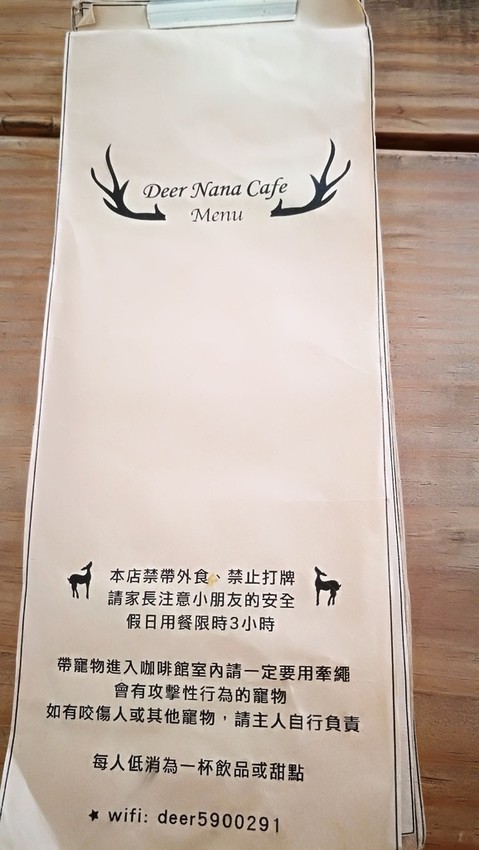 Deer Nana Cafe
Menu
本店禁帶外食、禁止打牌
請家長注意小朋友的安全
假日用餐限時3小時
帶寵物進入咖啡館室內請一定要用牽繩
會有攻擊性行為的寵物
如有咬傷人或其他寵物，請主人自行負責
每人低消為一杯飲品或甜點
★ wifi: deer5900291